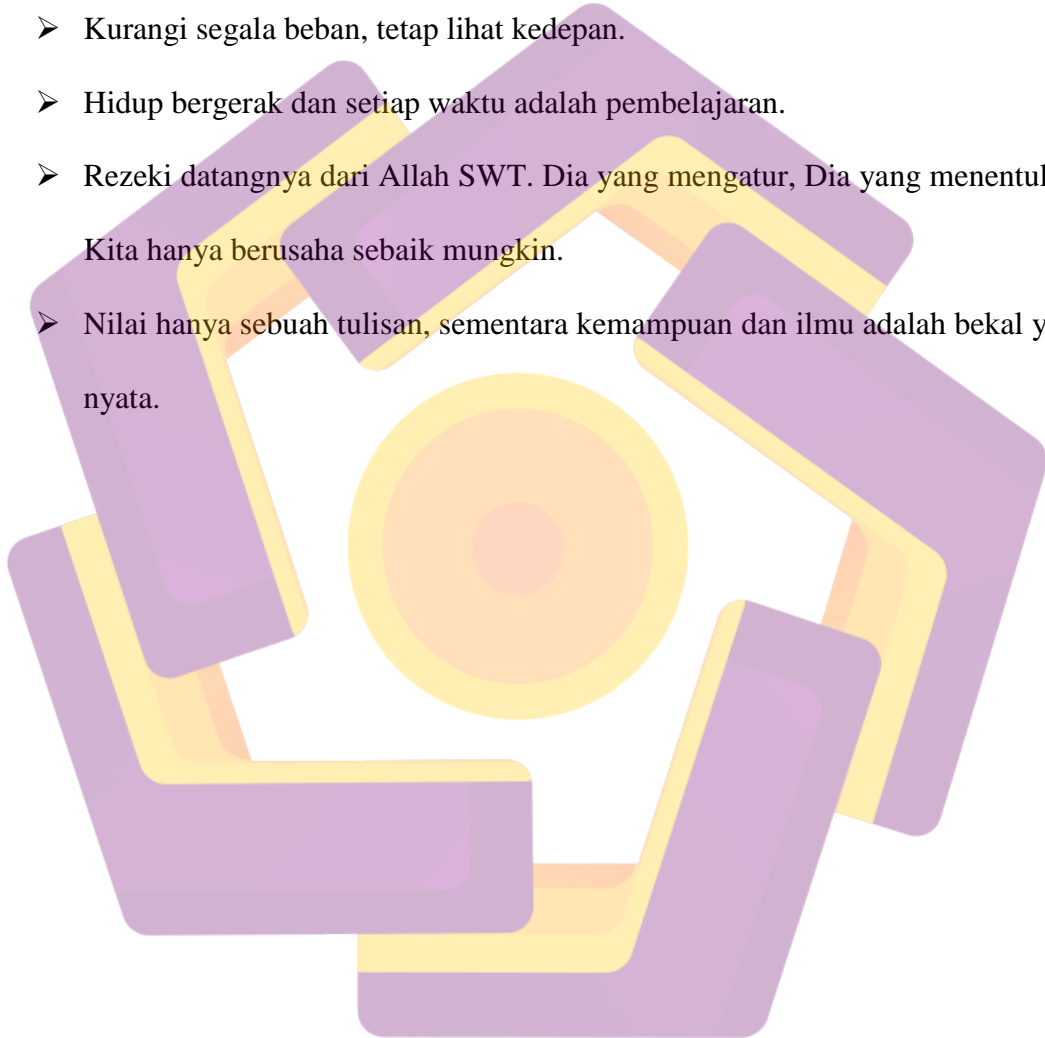 ➢ Kurangi segala beban, tetap lihat kedepan.
➢ Hidup bergerak dan setiap waktu adalah pembelajaran.
➢ Rezeki datangnya dari Allah SWT. Dia yang mengatur, Dia yang
Kita hanya berusaha sebaik mungkin.
➢ Nilai hanya sebuah tulisan, sementara kemampuan dan ilmu adalah bekal
nyata.